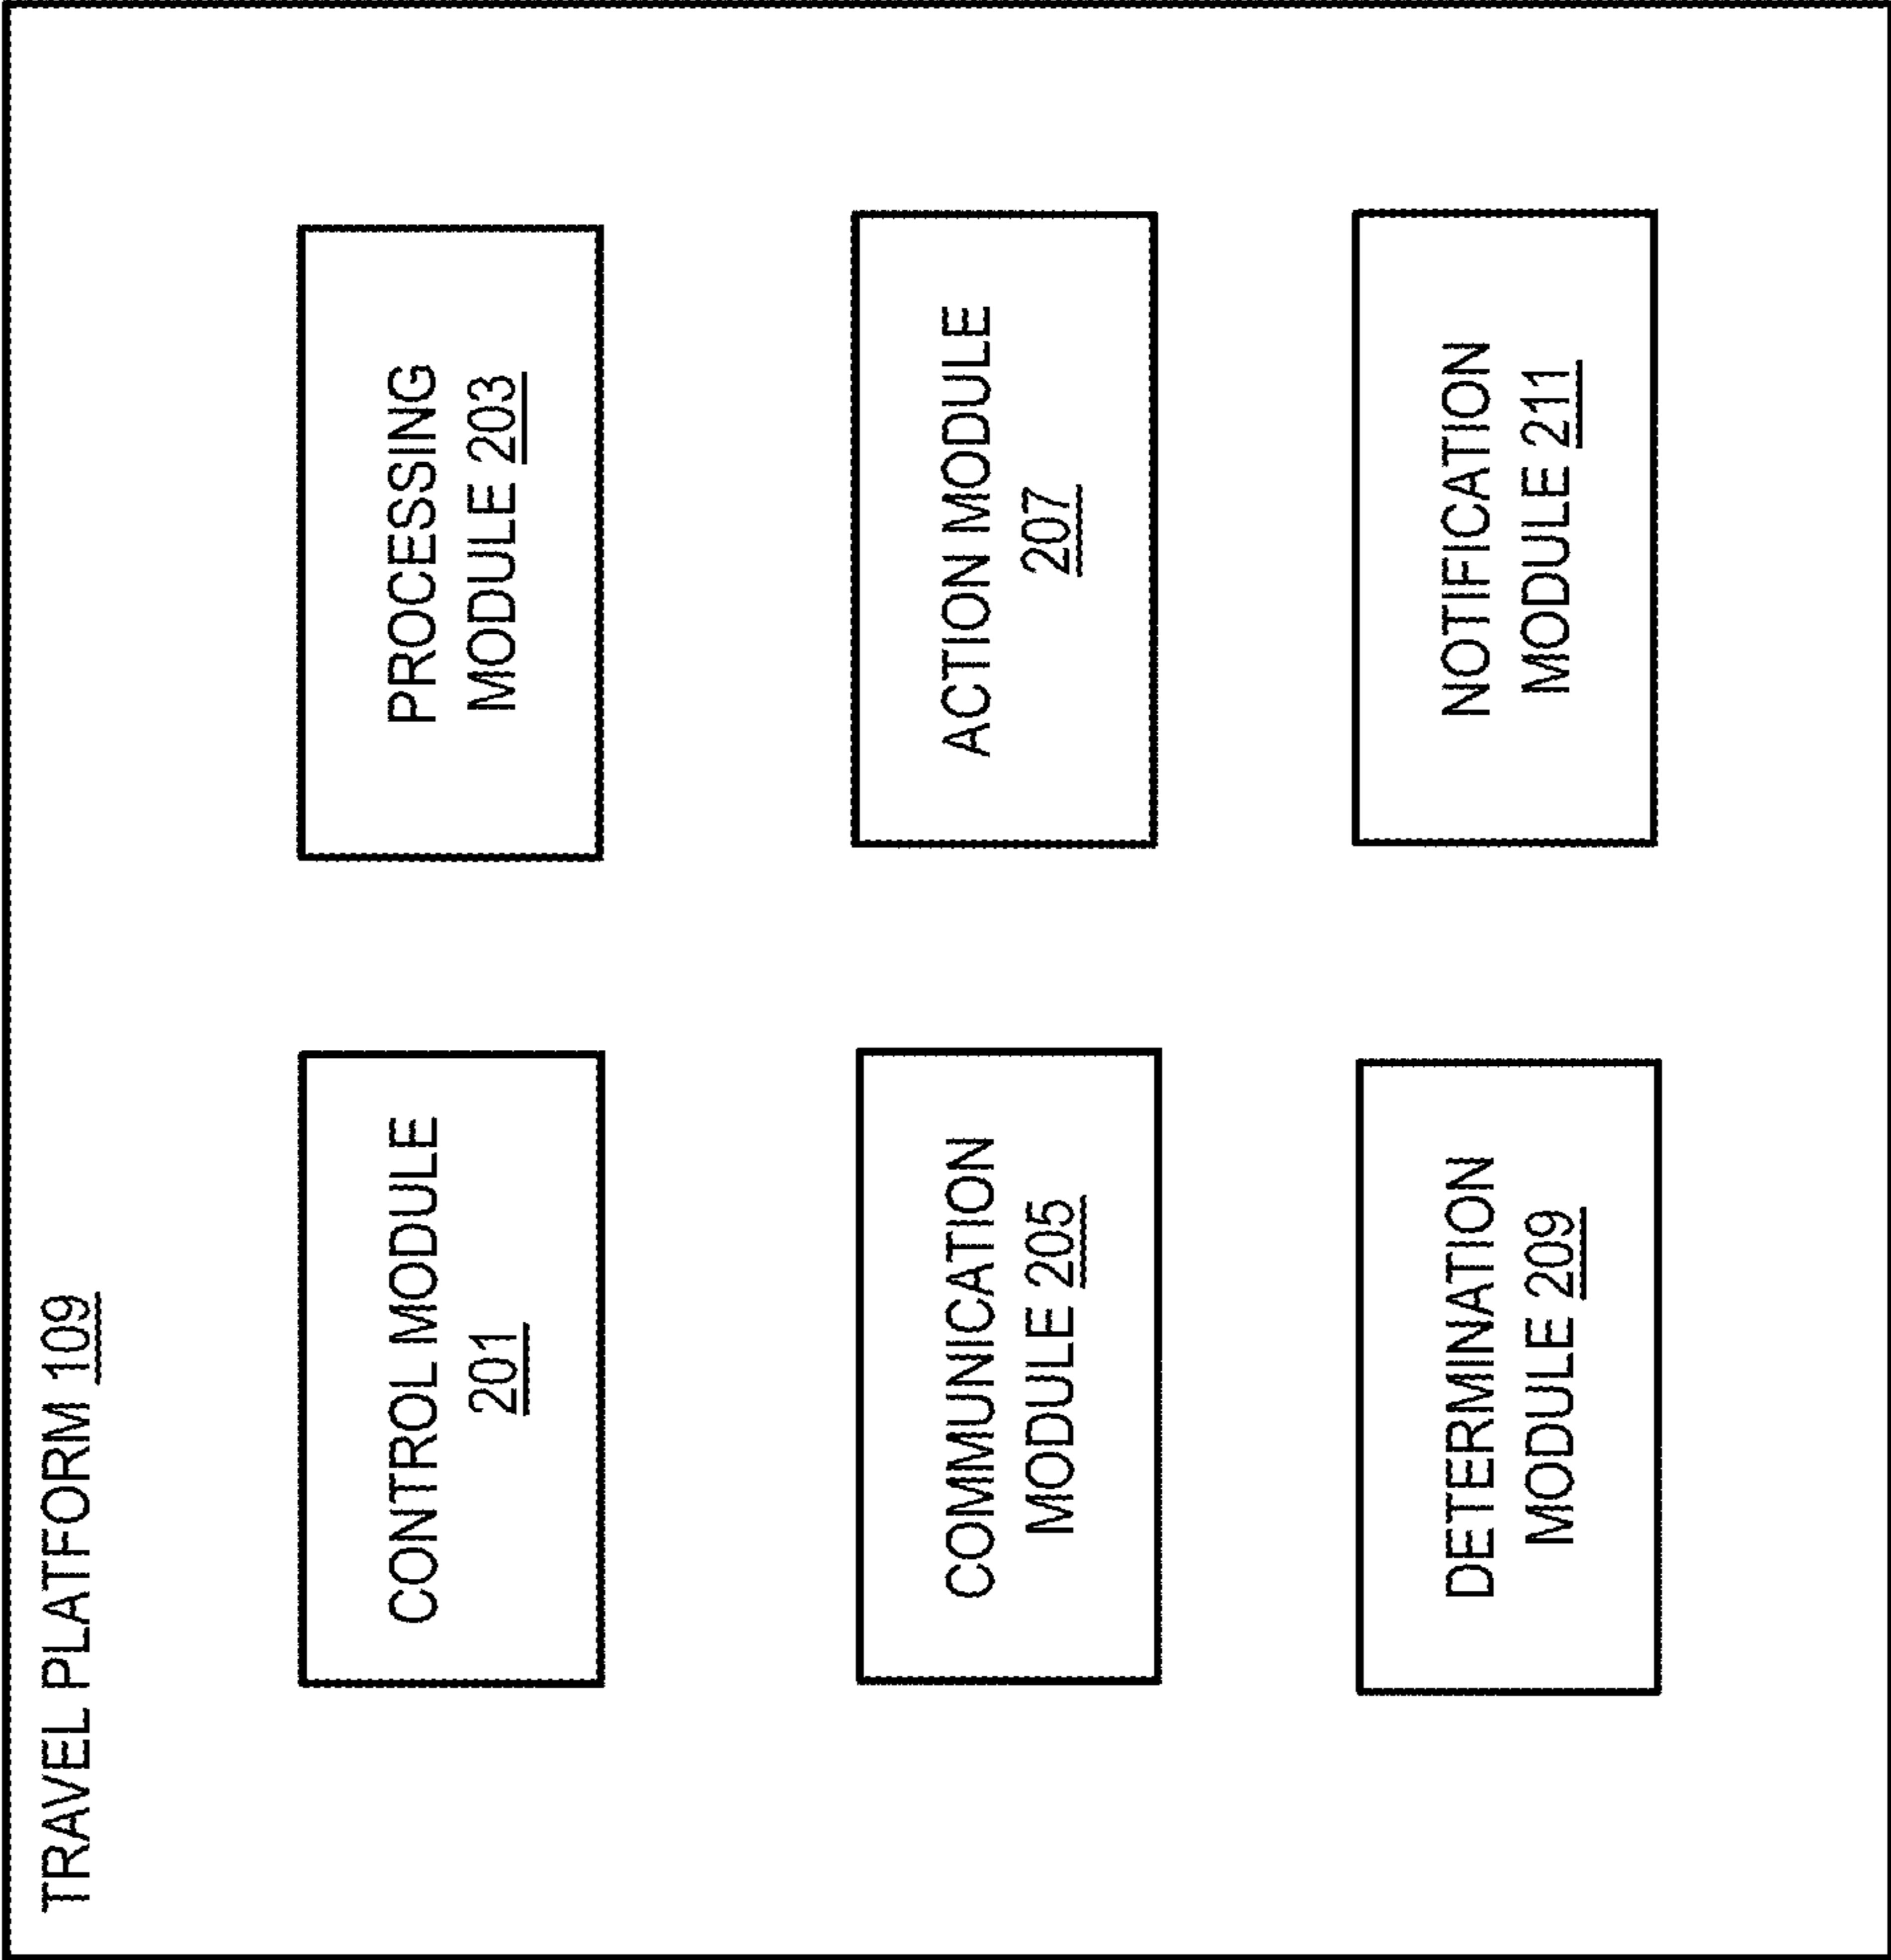 TRAVEL PLATFORM 109
CONTROL MODULE
201
PROCESSING
MODULE 203
COMMUNICATION
MODULE 205
ACTION MODULE
207
DETERMINATION
MODULE 209
NOTIFICATION
MODULE 211